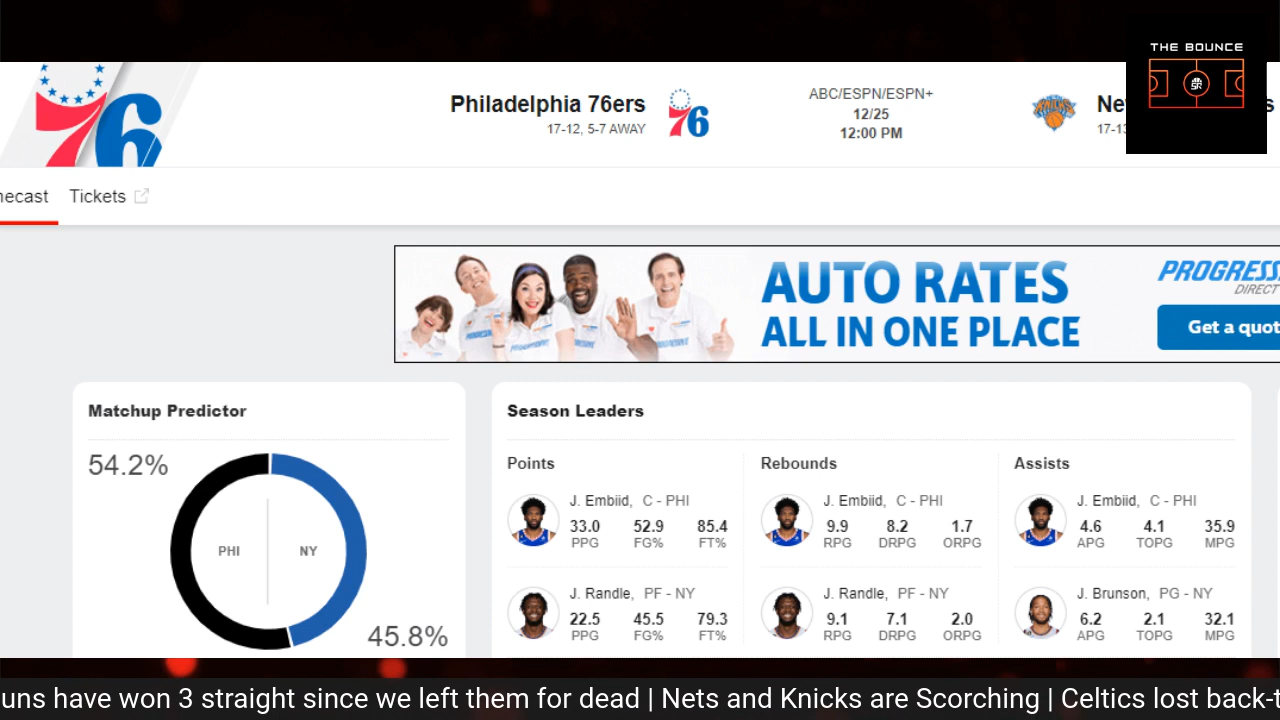 THE BOUNCE
SR
76
Philadelphia 76ers
17-12, 5-7 AWAY
76
ABC/ESPN/ESPN+
12/25
12:00 PM
KNICKS
Ne
s
17-13
necast
Tickets
AUTO RATES
ALL IN ONE PLACE
PROGRESS
DIRECT
Get a quot
Matchup Predictor
54.2%
PHI
NY
45.8%
Season Leaders
Points
Rebounds
Assists
J. Embiid, C - PHI
33.0 52.9 85.4
PPG FG% FT%
J. Embiid, C - PHI
9.9 8.2 1.7
RPG DRPG ORPG
J. Embiid, C - PHI
4.6 4.1 35.9
APG TOPG MPG
J. Randle, PF - NY
22.5 45.5 79.3
PPG FG% FT%
J. Randle, PF - NY
9.1 7.1 2.0
RPG DRPG ORPG
J. Brunson, PG - NY
6.2 2.1 32.1
APG TOPG MPG
uns have won 3 straight since we left them for dead | Nets and Knicks are Scorching | Celtics lost back-t